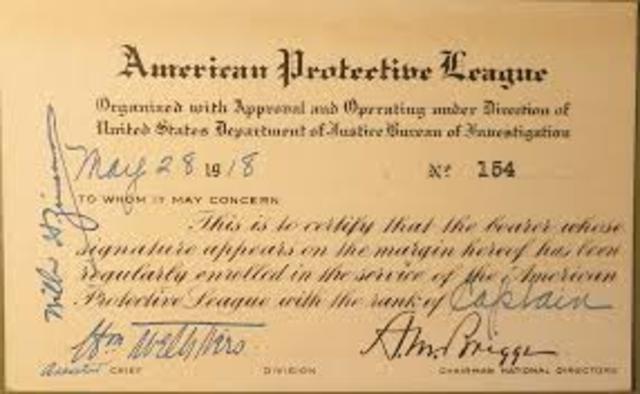 American Protective League
Organized with Approval and Operating under Direction of
United States Department of Justice Bureau of Investigation
May 28 1918 No 154
TO WHOM IT MAY CONCERN
This is to certify that the bearer whose
signature appears on the margin hereof has been
regularly enrolled in the service of the American
Protective League with the rank of Captain
Wm
A.M. Briggs
Assistant CHIEF DIVISION CHAIRMAN NATIONAL DIRECTORS